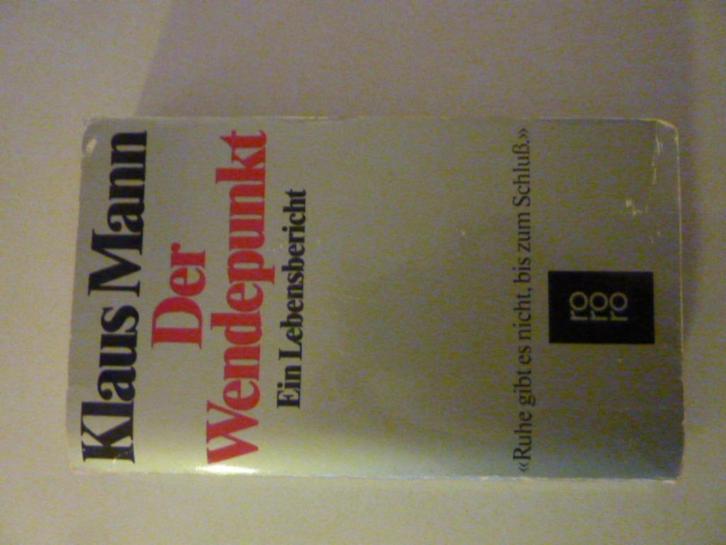 Klaus Mann
Der
Wendepunkt
Ein Lebensbericht
«Ruhe gibt es nicht, bis zum Schluß.»
ro
ro
ro